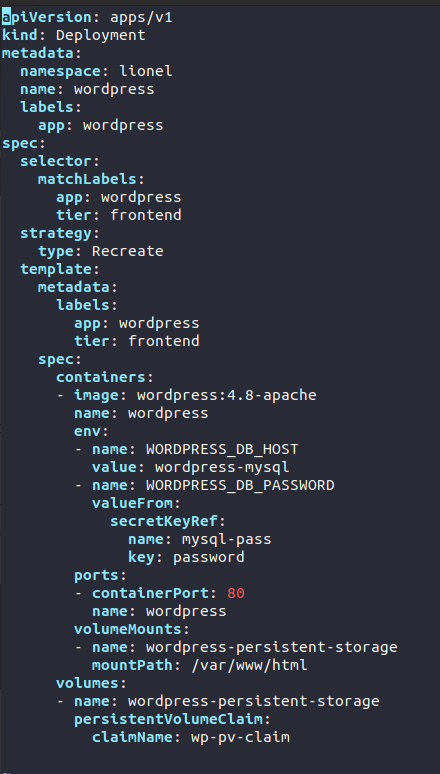 apiVersion: apps/v1
kind: Deployment
metadata:
  namespace: lionel
  name: wordpress
  labels:
    app: wordpress
spec:
  selector:
    matchLabels:
      app: wordpress
      tier: frontend
  strategy:
    type: Recreate
  template:
    metadata:
      labels:
        app: wordpress
        tier: frontend
    spec:
      containers:
      - image: wordpress:4.8-apache
        name: wordpress
        env:
        - name: WORDPRESS_DB_HOST
          value: wordpress-mysql
        - name: WORDPRESS_DB_PASSWORD
          valueFrom:
            secretKeyRef:
              name: mysql-pass
              key: password
        ports:
        - containerPort: 80
          name: wordpress
        volumeMounts:
        - name: wordpress-persistent-storage
          mountPath: /var/www/html
      volumes:
      - name: wordpress-persistent-storage
        persistentVolumeClaim:
          claimName: wp-pv-claim